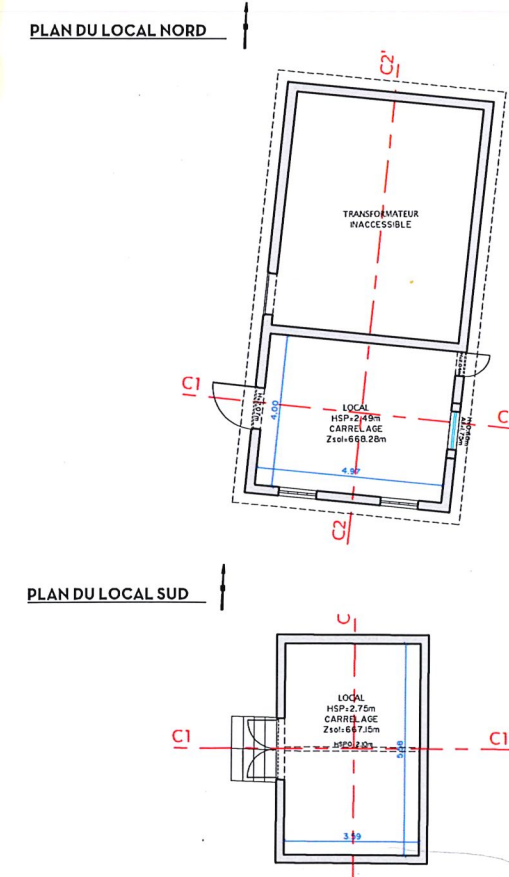 PLAN DU LOCAL NORD
C2'
TRANSFORMATEUR
INACCESSIBLE
C1
4.00
LOCAL
HSP=2.49m
CARRELAGE
Zsol=668.28m
4.97
C2
PLAN DU LOCAL SUD
LOCAL
HSP=2.75m
CARRELAGE
Zsol=667.15m
C1
C1
3.59